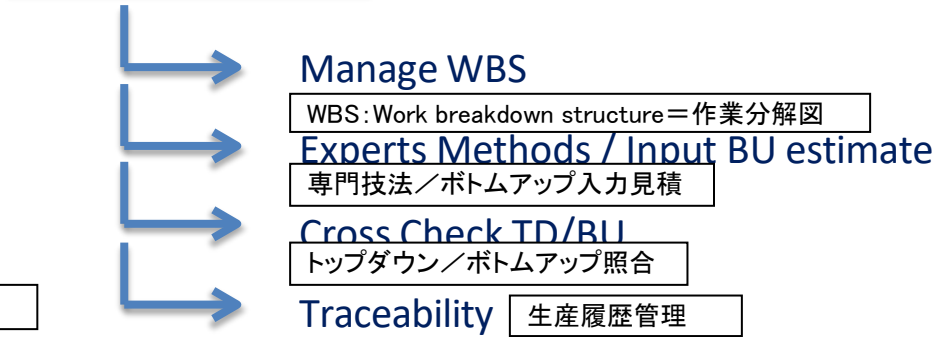 Manage WBS
WBS：Work breakdown structure＝作業分解図
Experts Methods / Input BU estimate
専門技法／ボトムアップ入力見積
Cross Check TD/BU
トップダウン／ボトムアップ照合
Traceability 生産履歴管理